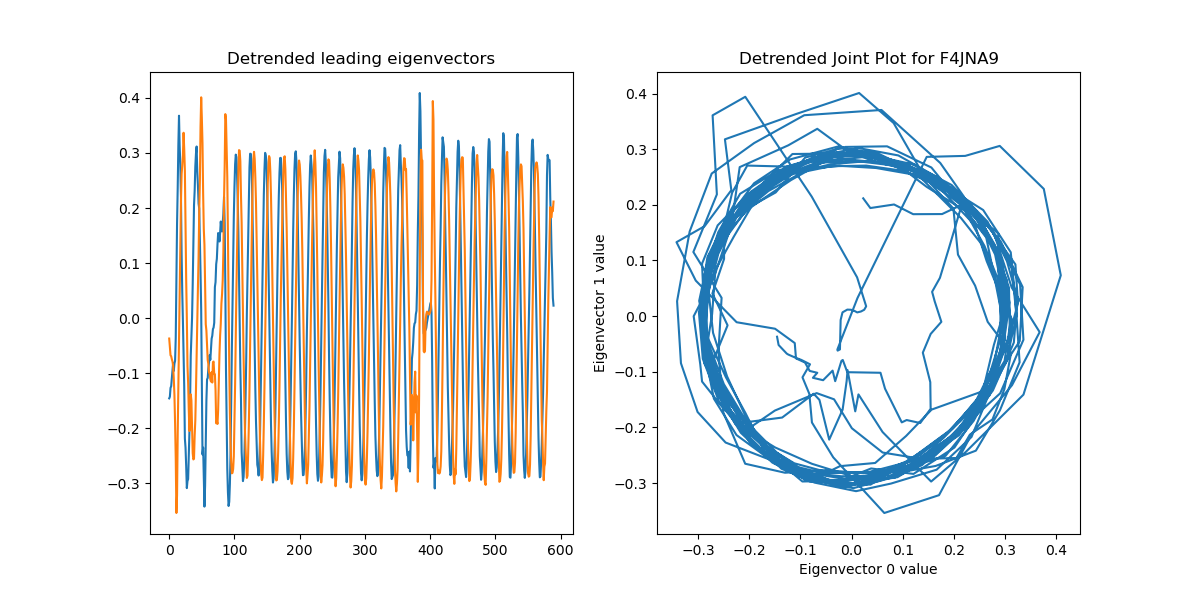 Detrended leading eigenvectors
0.4
0.3
0.2
0.1
0.0
−0.1
−0.2
−0.3
0 100 200 300 400 500 600
Detrended Joint Plot for F4JNA9
Eigenvector 1 value
0.4
0.3
0.2
0.1
0.0
−0.1
−0.2
−0.3
−0.3 −0.2 −0.1 0.0 0.1 0.2 0.3 0.4
Eigenvector 0 value